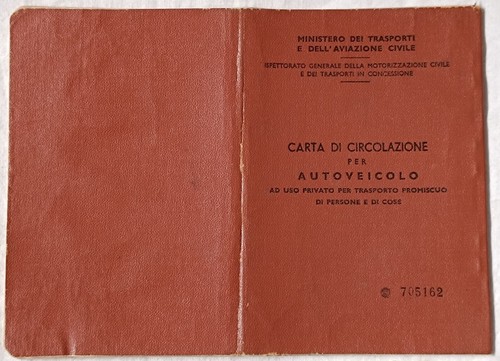 MINISTERO DEI TRASPORTI
E DELL'AVIAZIONE CIVILE
ISPETTORATO GENERALE DELLA MOTORIZZAZIONE CIVILE
E DEI TRASPORTI IN CONCESSIONE
CARTA DI CIRCOLAZIONE
PER
AUTOVEICOLO
AD USO PRIVATO PER TRASPORTO PROMISCUO
DI PERSONE E DI COSE
705162